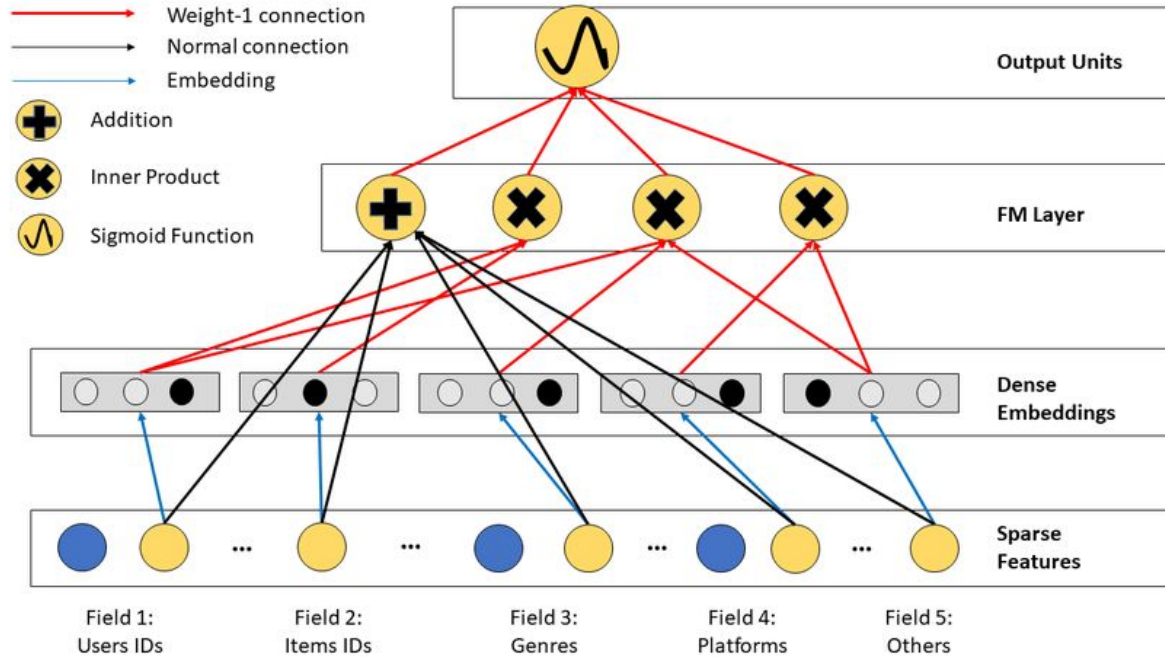 Weight-1 connection
Normal connection
Embedding
Addition
Inner Product
Sigmoid Function
Output Units
FM Layer
Dense
Embeddings
...
...
...
...
Sparse
Features
Field 1:
Users IDs
Field 2:
Items IDs
Field 3:
Genres
Field 4:
Platforms
Field 5:
Others